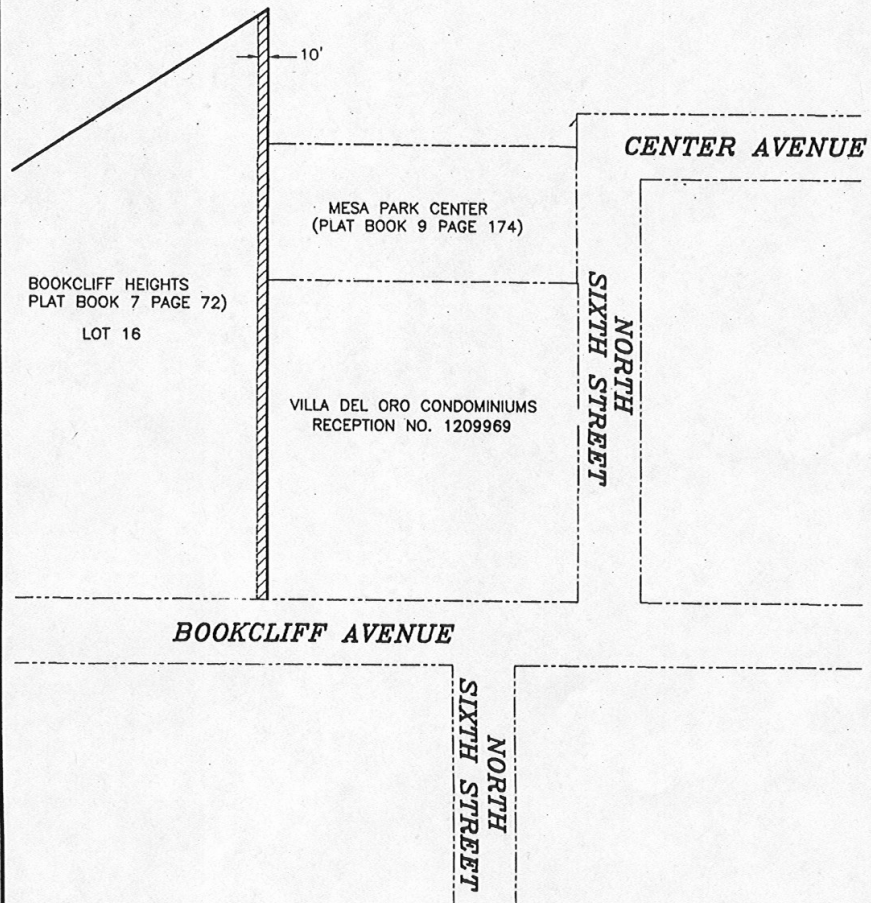 10'
CENTER AVENUE
MESA PARK CENTER
(PLAT BOOK 9 PAGE 174)
BOOKCLIFF HEIGHTS
PLAT BOOK 7 PAGE 72)
LOT 16
NORTH
SIXTH STREET
VILLA DEL ORO CONDOMINIUMS
RECEPTION NO. 1209969
BOOKCLIFF AVENUE
NORTH
SIXTH STREET